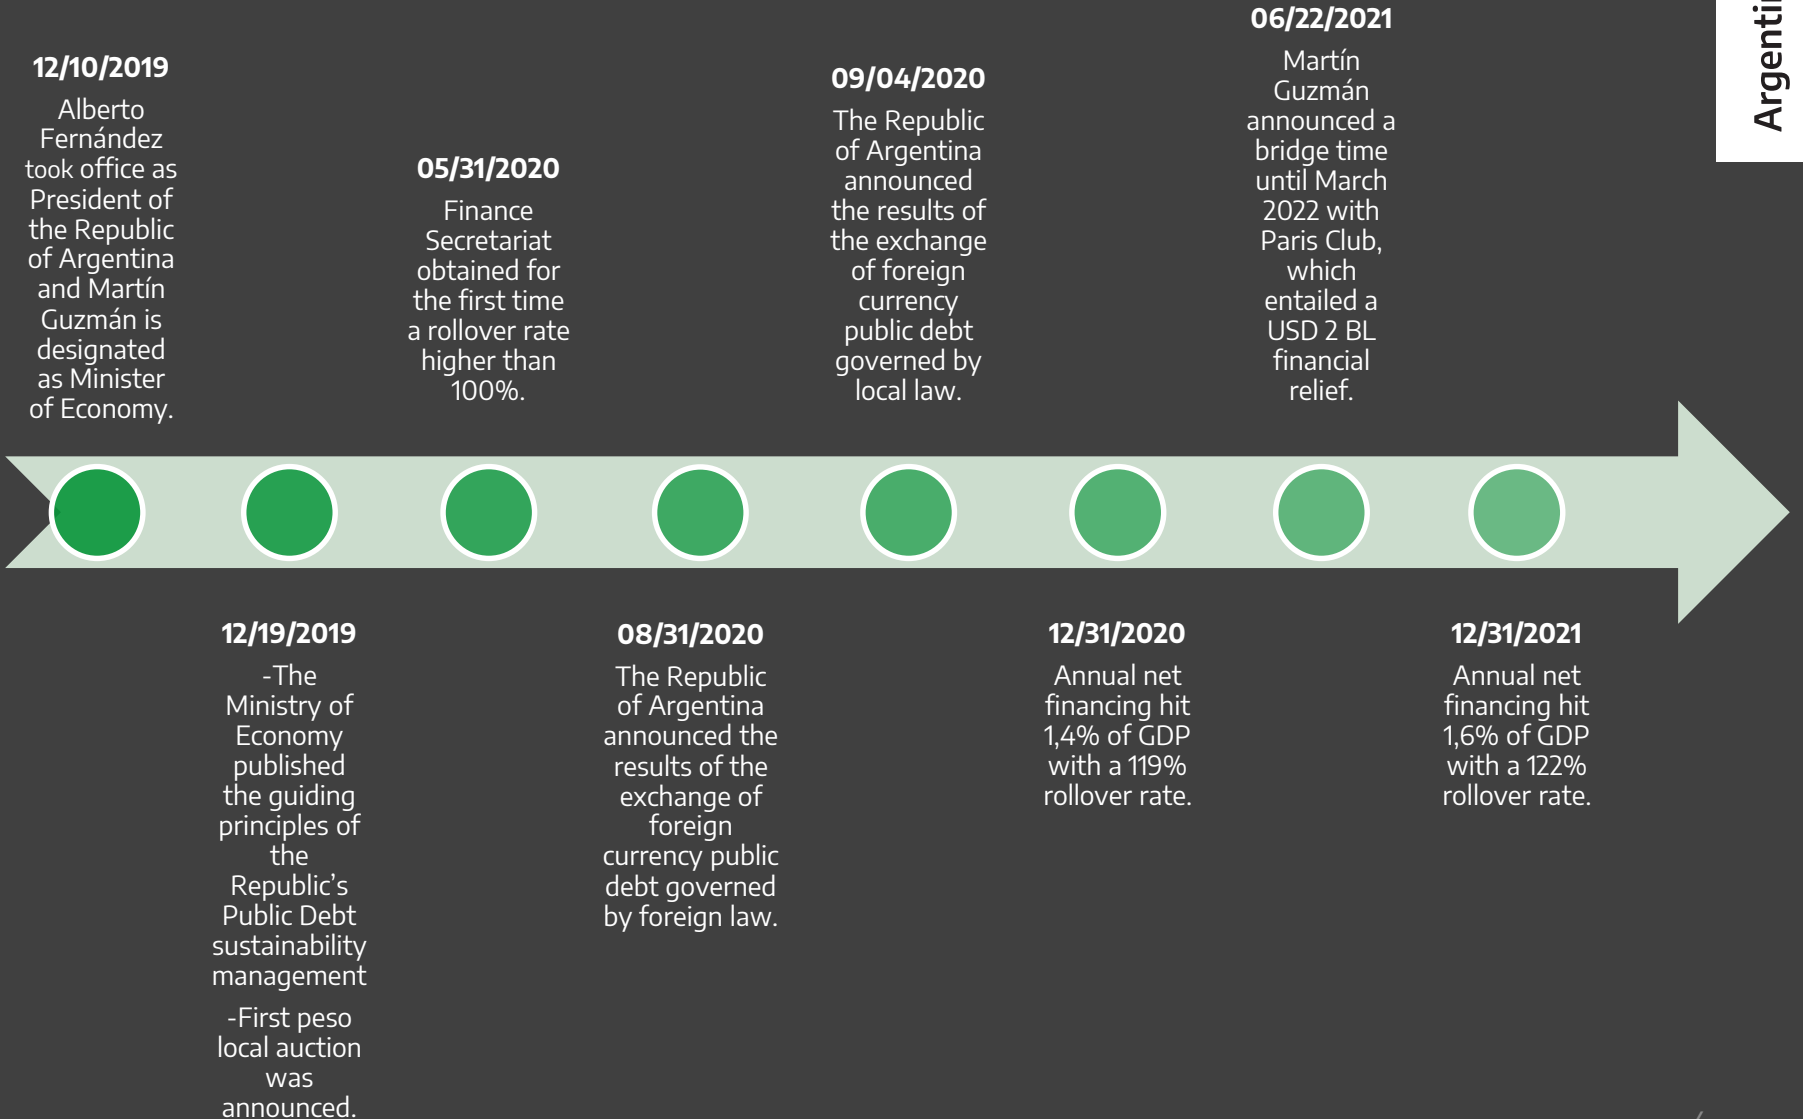 12/10/2019
Alberto
Fernández
took office as
President of
the Republic
of Argentina
and Martín
Guzmán is
designated
as Minister
of Economy.
12/19/2019
-The
Ministry of
Economy
published
the guiding
principles of
the
Republic’s
Public Debt
sustainability
management
-First peso
local auction
was
announced.
05/31/2020
Finance
Secretariat
obtained for
the first time
a rollover rate
higher than
100%.
08/31/2020
The Republic
of Argentina
announced the
results of the
exchange of
foreign
currency public
debt governed
by foreign law.
09/04/2020
The Republic
of Argentina
announced
the results of
the exchange
of foreign
currency
public debt
governed by
local law.
12/31/2020
Annual net
financing hit
1,4% of GDP
with a 119%
rollover rate.
06/22/2021
Martín
Guzmán
announced a
bridge time
until March
2022 with
Paris Club,
which
entailed a
USD 2 BL
financial
relief.
12/31/2021
Annual net
financing hit
1,6% of GDP
with a 122%
rollover rate.